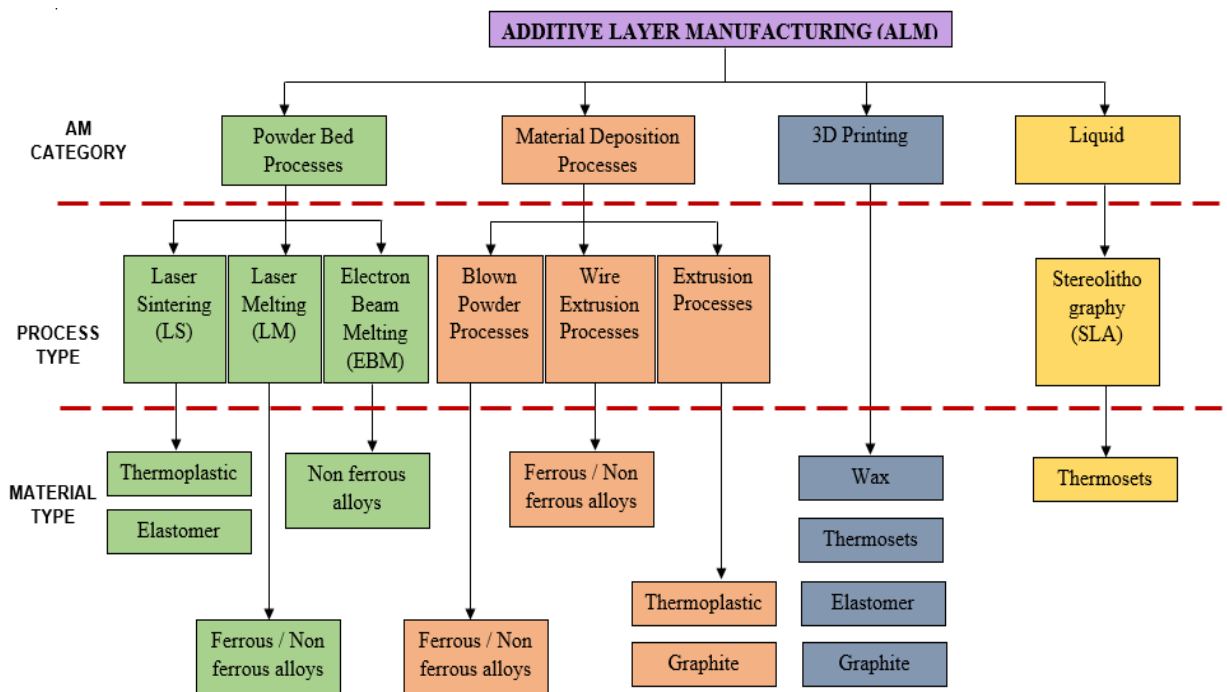 ADDITIVE LAYER MANUFACTURING (ALM)
AM
CATEGORY
Powder Bed
Processes
Material Deposition
Processes
3D Printing
Liquid
PROCESS
TYPE
Laser
Sintering
(LS)
Laser
Melting
(LM)
Electron
Beam
Melting
(EBM)
Blown
Powder
Processes
Wire
Extrusion
Processes
Extrusion
Processes
Stereolitho
graphy
(SLA)
MATERIAL
TYPE
Thermoplastic
Elastomer
Non ferrous
alloys
Ferrous / Non
ferrous alloys
Wax
Thermosets
Thermosets
Ferrous / Non
ferrous alloys
Ferrous / Non
ferrous alloys
Thermoplastic
Graphite
Elastomer
Graphite